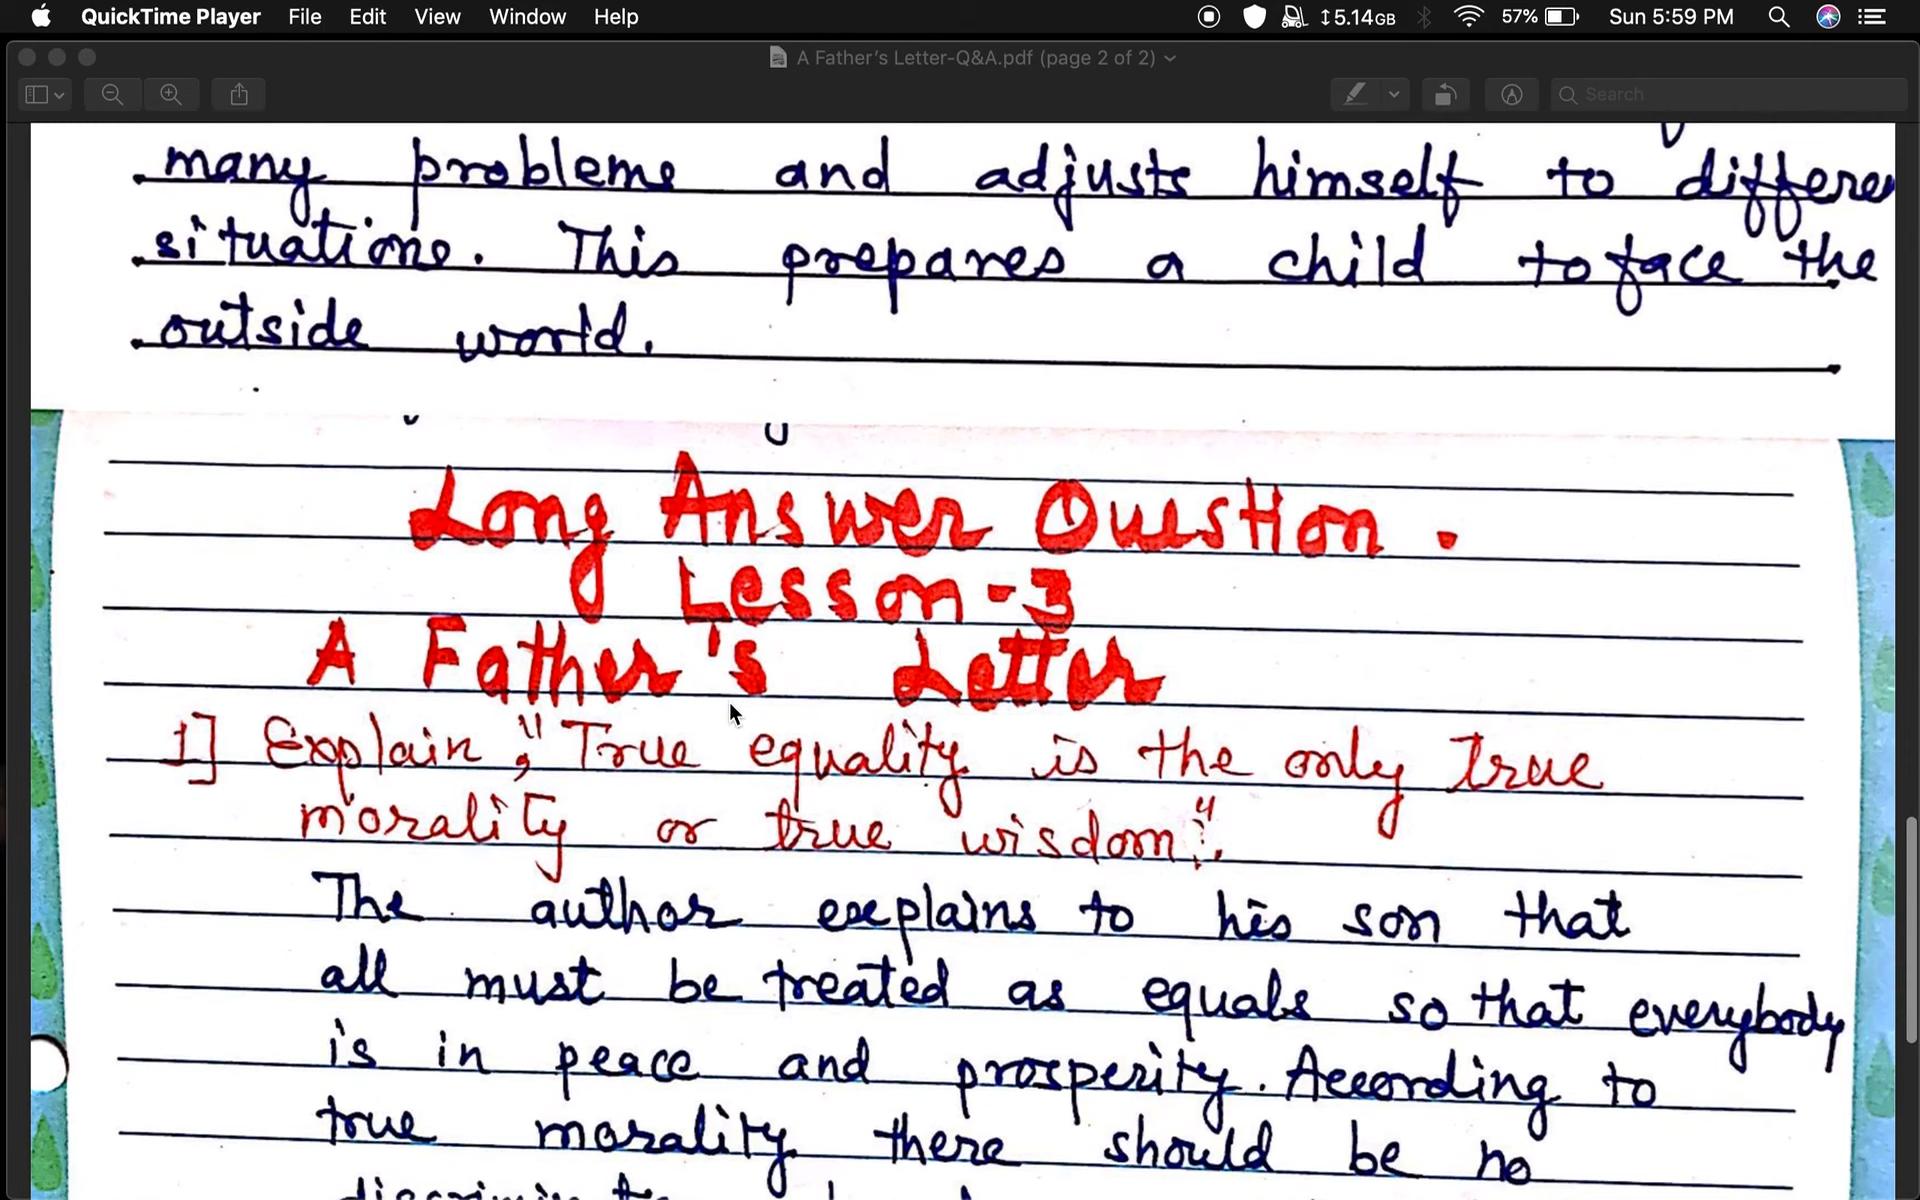 QuickTime Player File Edit View Window Help 5.14GB 57% Sun 5:59 PM
A Father's Letter-Q&A.pdf (page 2 of 2)
Search
many problems and adjusts himself to differen
situations. This prepares a child to face the
outside world.
Long Answer Question.
Lesson-3
A Father's Letter
1] Explain, "True equality is the only true
morality or true wisdom".
The author explains to his son that
all must be treated as equals so that everybody
is in peace and prosperity. According to
true morality there should be no